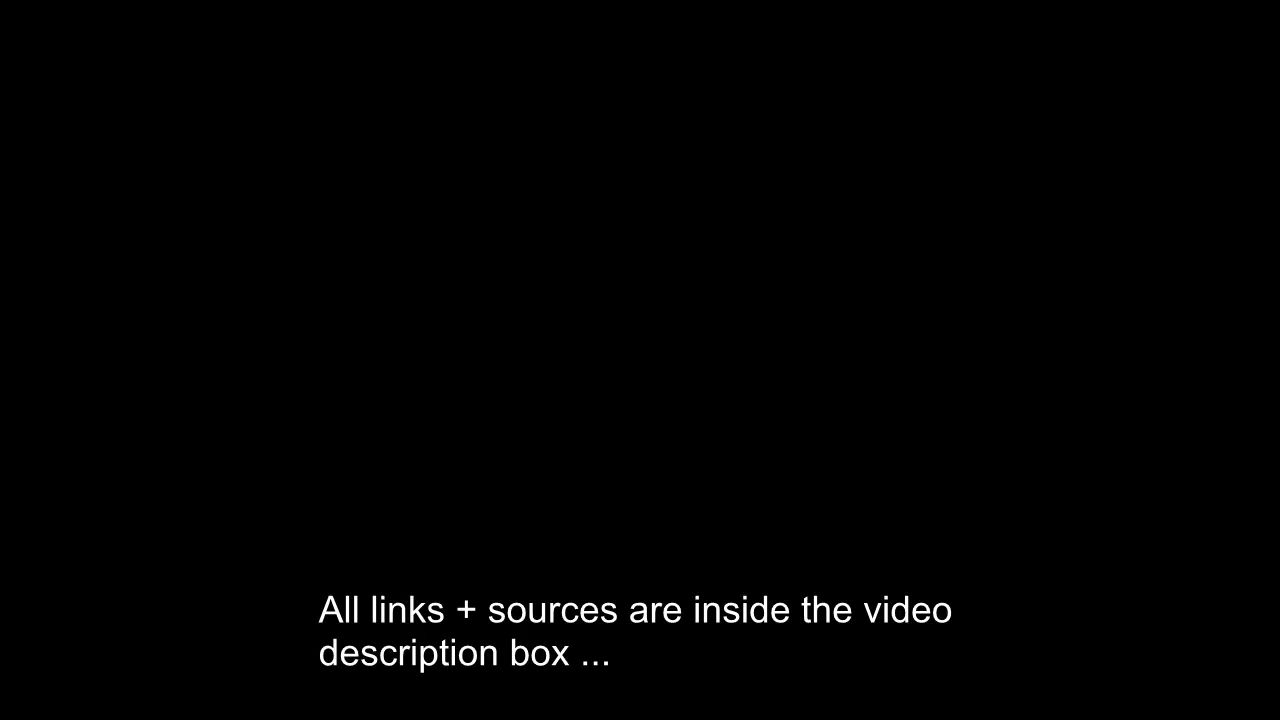 All links + sources are inside the video
description box ...